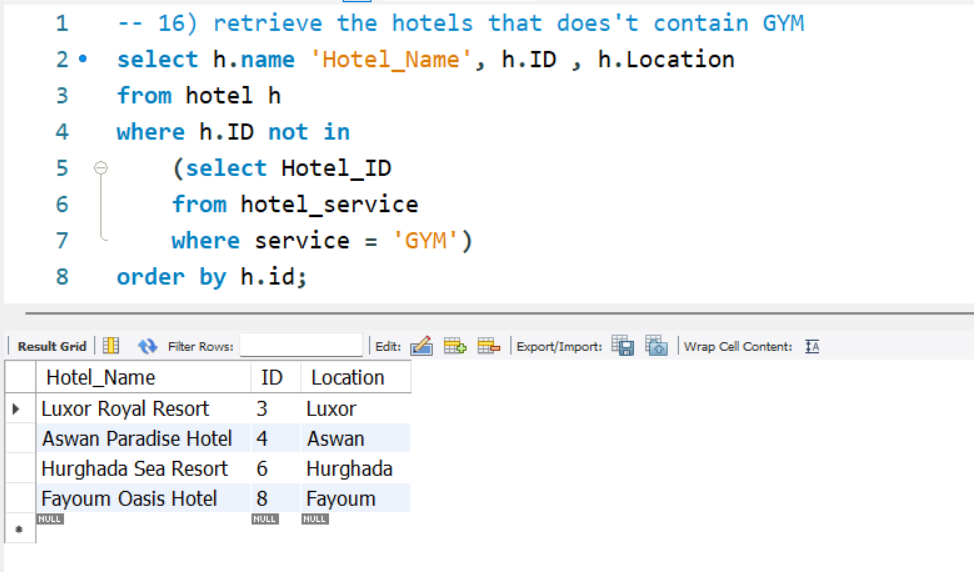 1 -- 16) retrieve the hotels that does't contain GYM
2 select h.name 'Hotel_Name', h.ID , h.Location
3 from hotel h
4 where h.ID not in
5 (select Hotel_ID
6 from hotel_service
7 where service = 'GYM')
8 order by h.id;
Result Grid Filter Rows: Edit: Export/Import: Wrap Cell Content: IA
Hotel_Name ID Location
Luxor Royal Resort 3 Luxor
Aswan Paradise Hotel 4 Aswan
Hurghada Sea Resort 6 Hurghada
Fayoum Oasis Hotel 8 Fayoum
NULL NULL NULL